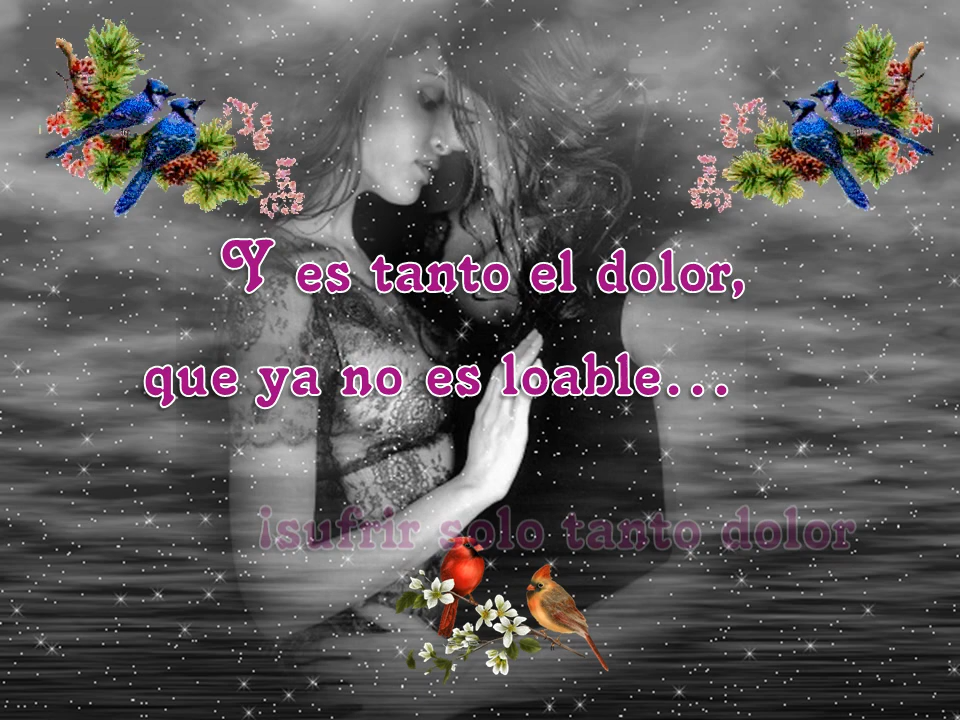 Y es tanto el dolor,
que ya no es loable...
¡sufrir solo tanto dolor